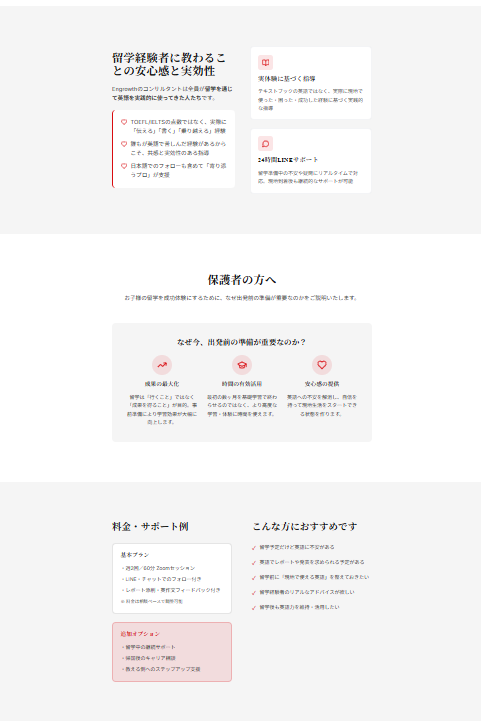 留学経験者に教わるこ
との安心感と実効性
Engrowthのコンサルタントは全員が留学を通じ
て英語を実践的に使ってきた人たちです。
TOEFL/IELTSの点数ではなく、実際に
「伝える」「書く」「乗り越える」経験
誰もが英語で苦しんだ経験があるから
こそ、共感と実効性のある指導
日本語でのフォローも含めて「寄り添
うプロ」が支援
実体験に基づく指導
テキストブックの英語ではなく、実際に現地で
使った・困った・成功した経験に基づく実践的
な指導
24時間LINEサポート
留学準備中の不安や疑問にリアルタイムで対
応。現地到着後も継続的なサポートが可能
保護者の方へ
お子様の留学を成功体験にするために、なぜ出発前の準備が重要なのかをご説明いたします。
なぜ今、出発前の準備が重要なのか？
成果の最大化
留学は「行くこと」ではなく
「成果を得ること」が目的。事
前準備により学習効果が大幅に
向上します。
時間の有効活用
最初の数ヶ月を基礎学習で終わ
らせるのではなく、より高度な
学習・体験に時間を使えます。
安心感の提供
英語への不安を解消し、自信を
持って現地生活をスタートでき
る状態を作ります。
料金・サポート例
基本プラン
・週2回／60分 Zoomセッション
・LINE・チャットでのフォロー付き
・レポート添削・英作文フィードバック付き
追加オプション
・留学中の継続サポート
・帰国後のキャリア相談
・教える側へのステップアップ支援
こんな方におすすめです
✓ 留学予定だけど英語に不安がある
✓ 英語でレポートや発表を求められる予定がある
✓ 留学前に「現地で使える英語」を整えておきたい
✓ 留学経験者のリアルなアドバイスが欲しい
✓ 留学後も英語力を維持・活用したい